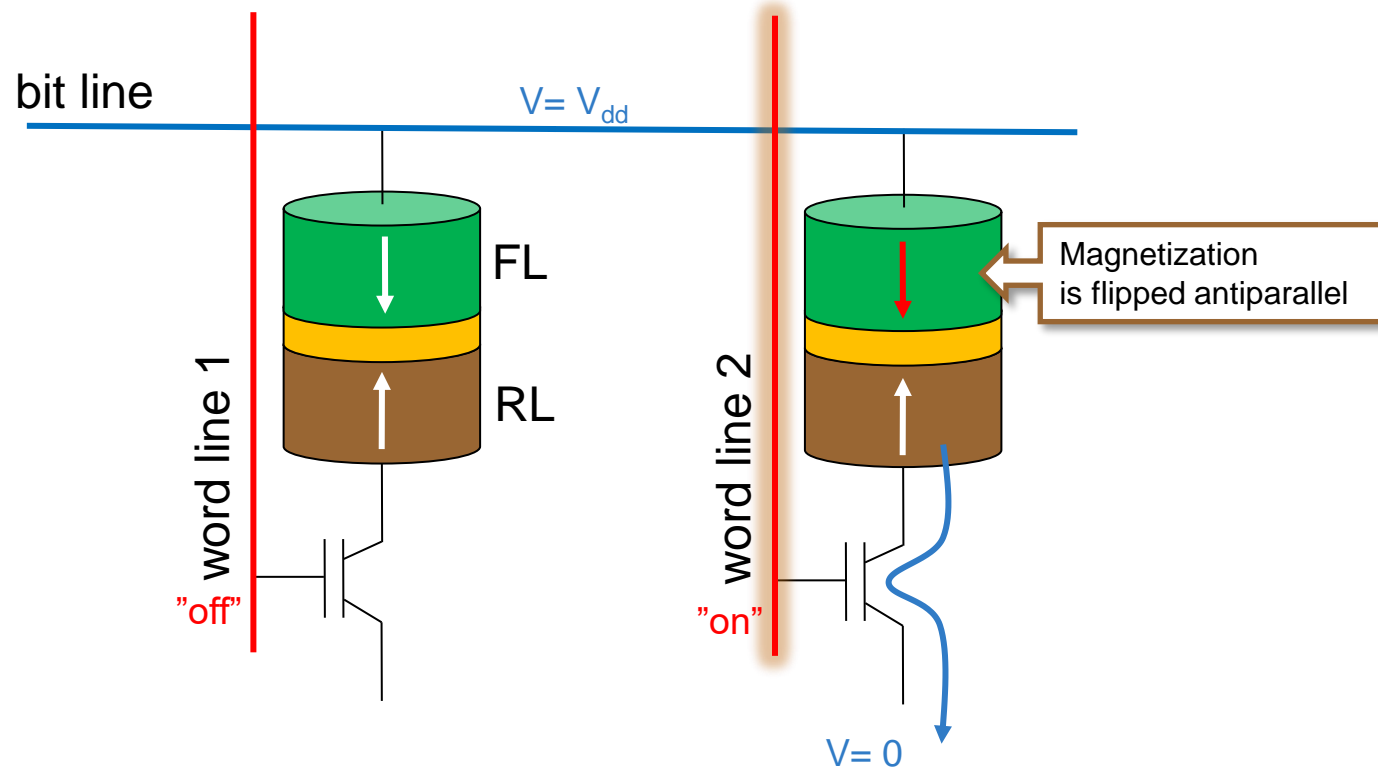 bit line
V= Vdd
FL
RL
word line 1
"off"
word line 2
"on"
Magnetization
is flipped antiparallel
V= 0